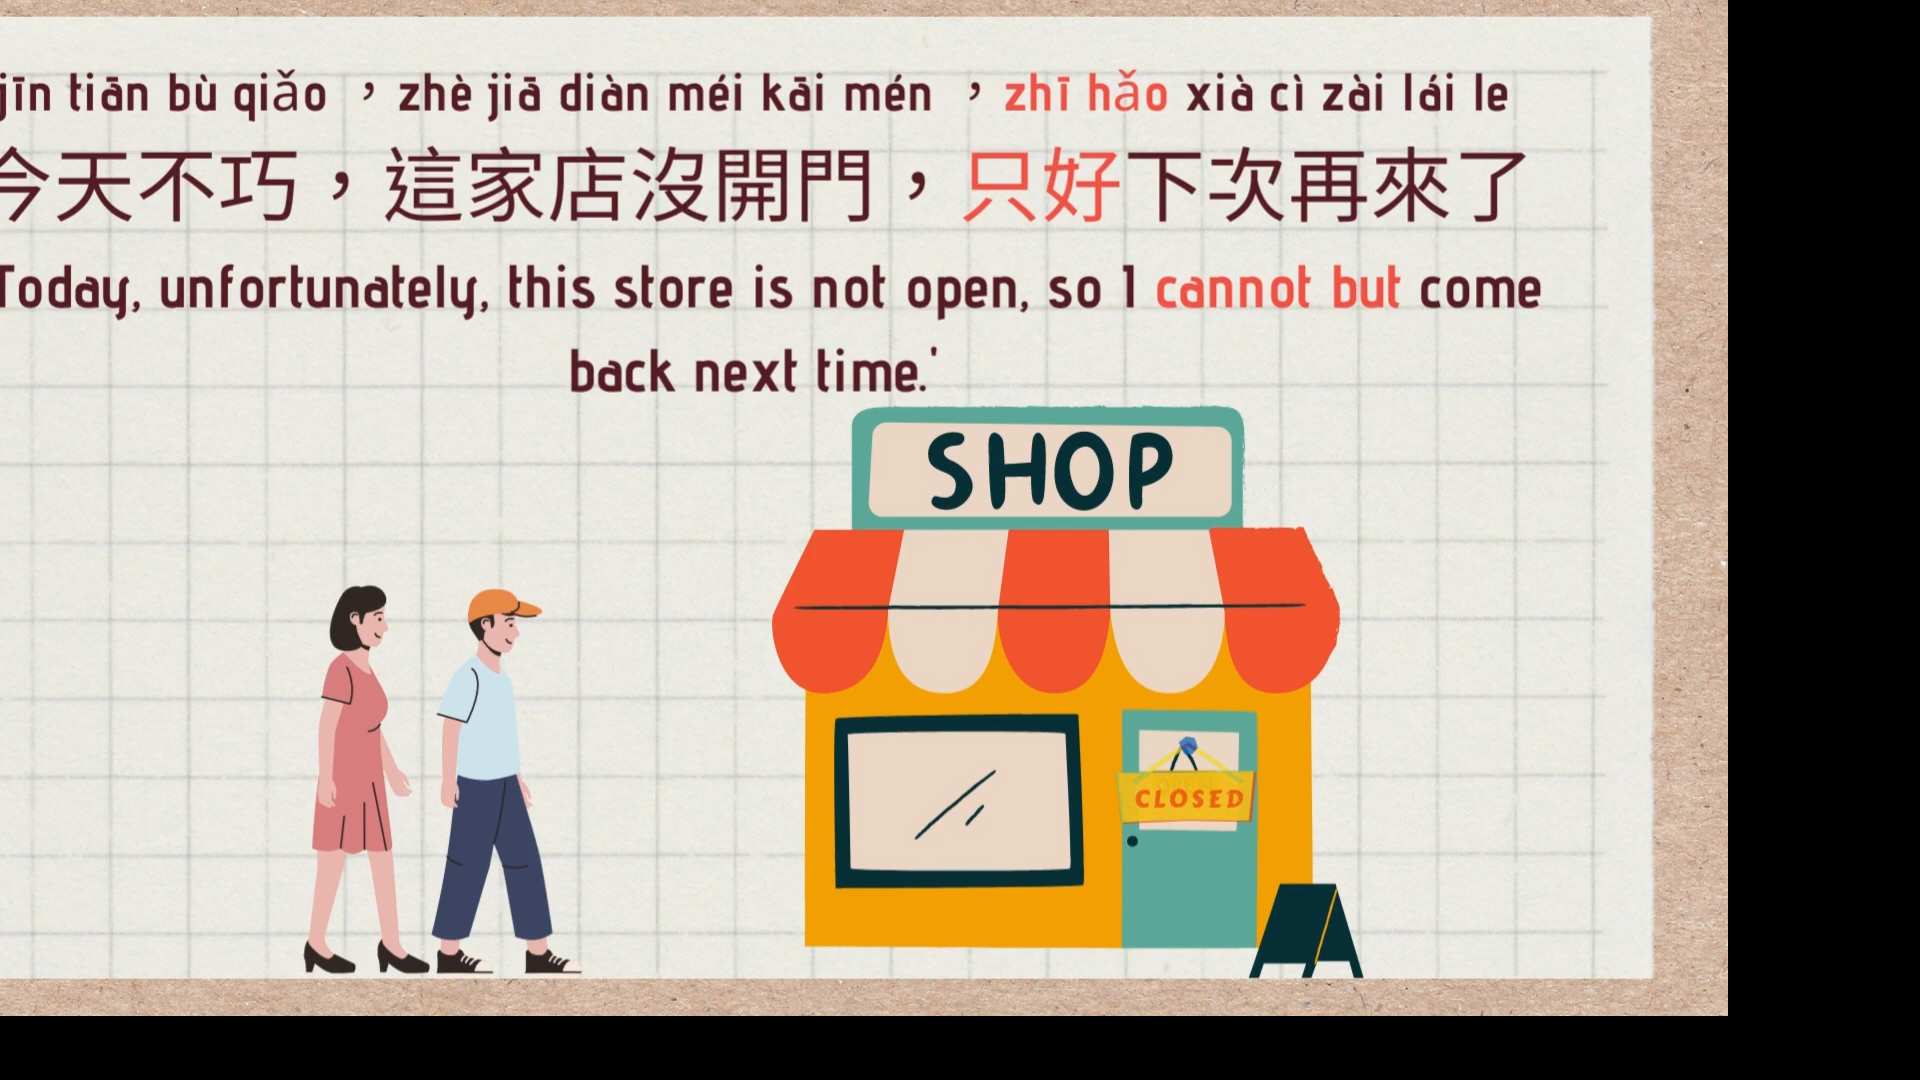 jīn tiān bù qiǎo ，zhè jiā diàn méi kāi mén ，zhī hǎo xià cì zài lái le
今天不巧，這家店沒開門，只好下次再來了
Today, unfortunately, this store is not open, so I cannot but come
back next time.'
SHOP
CLOSED